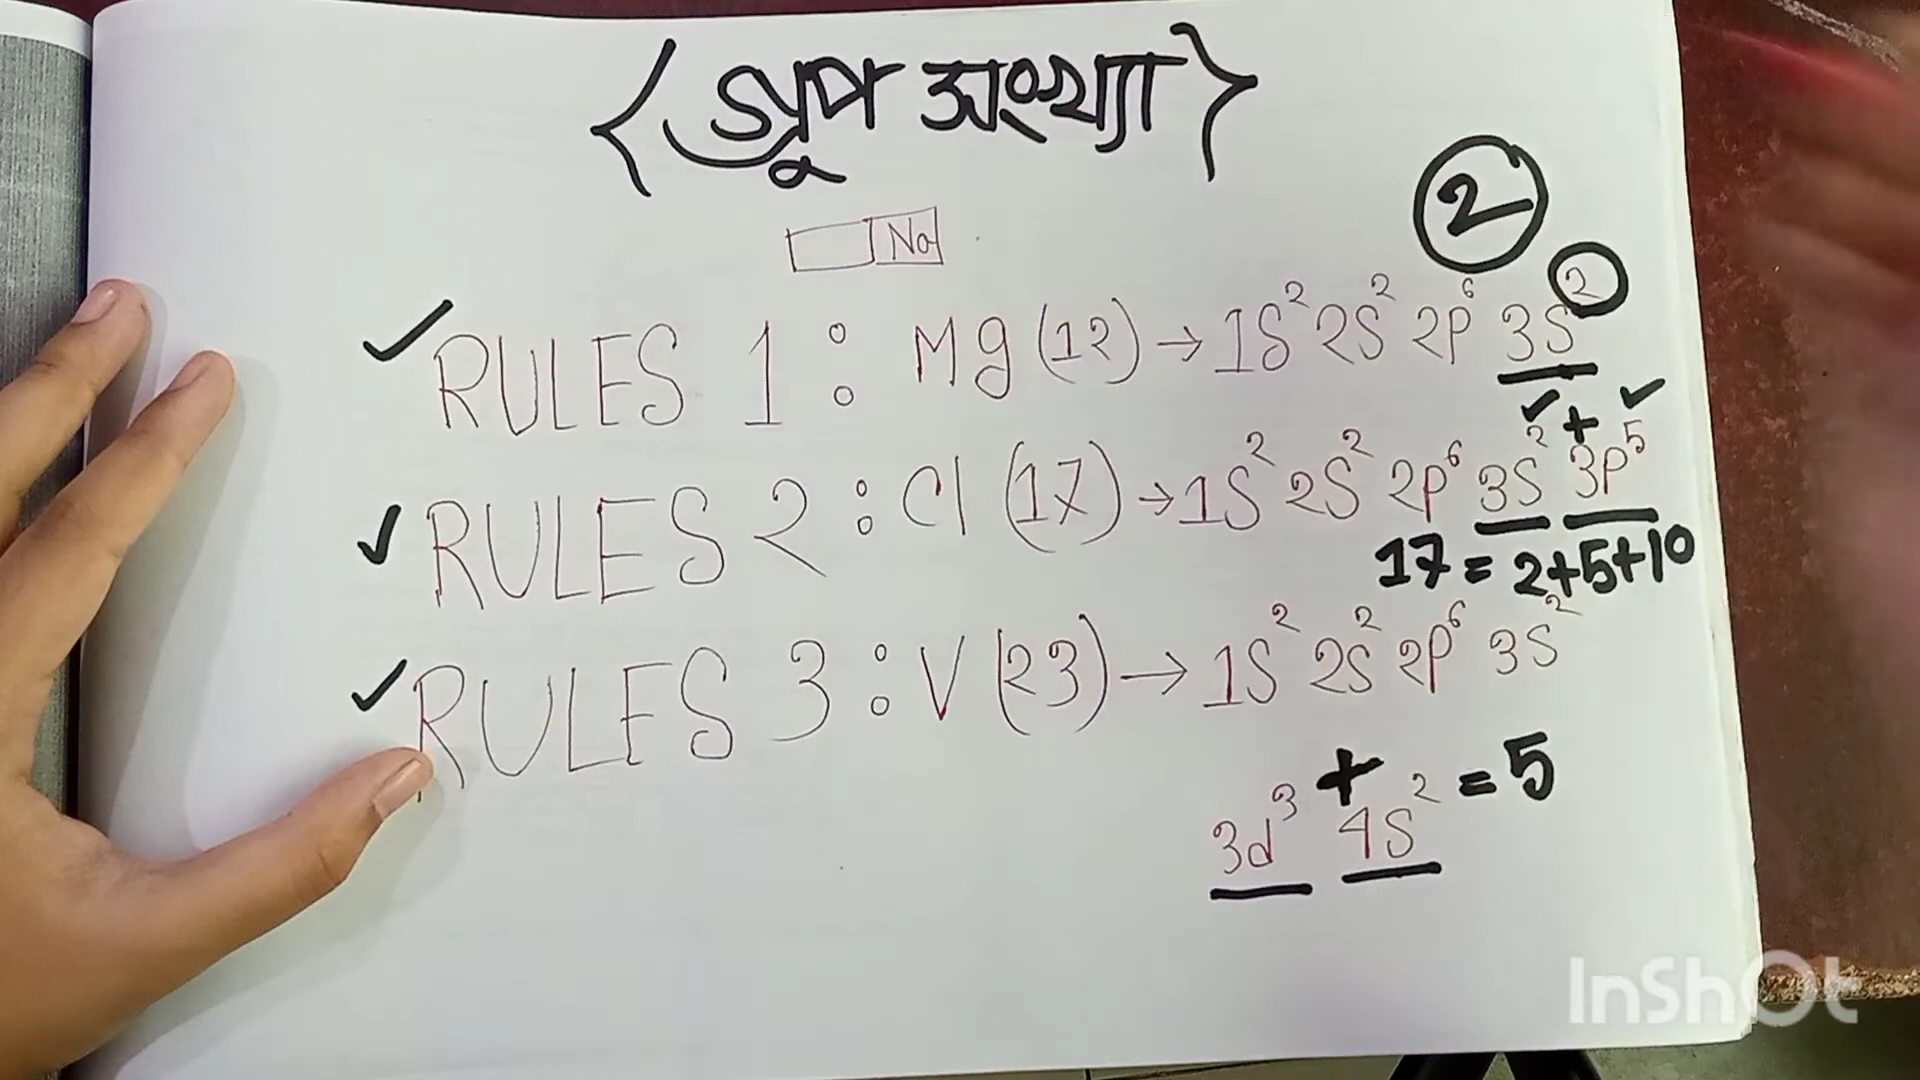 < গ্রুপ সংখ্যা >
No
2
RULES 1 : Mg (12) → 1S² 2S² 2P⁶ 3S²
+
RULES 2 : Cl (17) → 1S² 2S² 2P⁶ 3S² 3P⁵
17 = 2+5+10
RULES 3 : V (23) → 1S² 2S² 2P⁶ 3S²
3d³ + 4S² = 5
InShOt